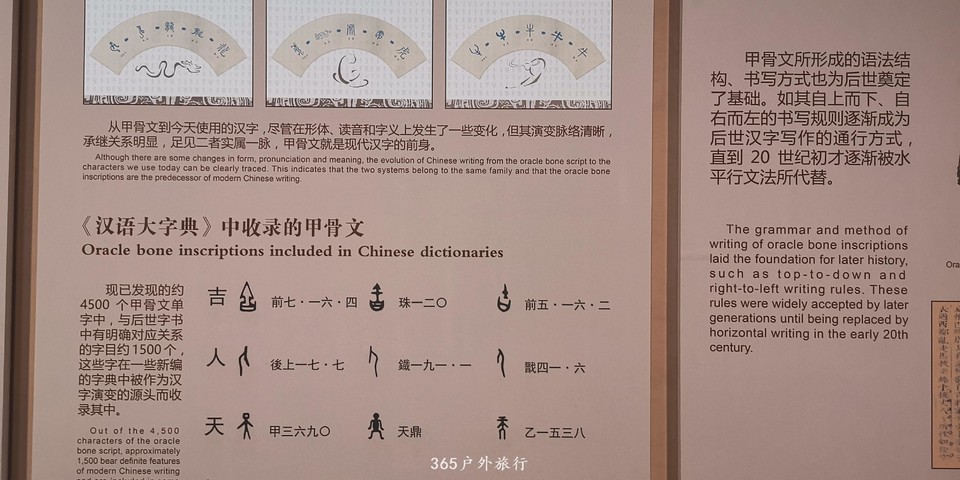 龍
虎
牛
从甲骨文到今天使用的汉字，尽管在形体、读音和字义上发生了一些变化，但其演变脉络清晰，
承继关系明显，足见二者实属一脉，甲骨文就是现代汉字的前身。
Although there are some changes in form, pronunciation and meaning, the evolution of Chinese writing from the oracle bone script to the
characters we use today can be clearly traced. This indicates that the two systems belong to the same family and that the oracle bone
inscriptions are the predecessor of modern Chinese writing.
《汉语大字典》中收录的甲骨文
Oracle bone inscriptions included in Chinese dictionaries
现已发现的约
4500 个甲骨文单
字中，与后世字书
中有明确对应关系
的字目约1500个，
这些字在一些新编
的字典中被作为汉
字演变的源头而收
录其中。
Out of the 4,500
characters of the oracle
bone script, approximately
1,500 bear definite features
of modern Chinese writing
吉 前七·一六·四 珠一二〇 前五·一六·二
人 後上一七·七 鐵一九一·一 戬四一·六
天 甲三六九〇 天鼎 乙一五三八
甲骨文所形成的语法结
构、书写方式也为后世奠定
了基础。如其自上而下、自
右而左的书写规则逐渐成为
后世汉字写作的通行方式，
直到 20 世纪初才逐渐被水
平行文法所代替。
The grammar and method of
writing of oracle bone inscriptions
laid the foundation for later history,
such as top-to-down and
right-to-left writing rules. These
rules were widely accepted by later
generations until being replaced by
horizontal writing in the early 20th
century.
365户外旅行